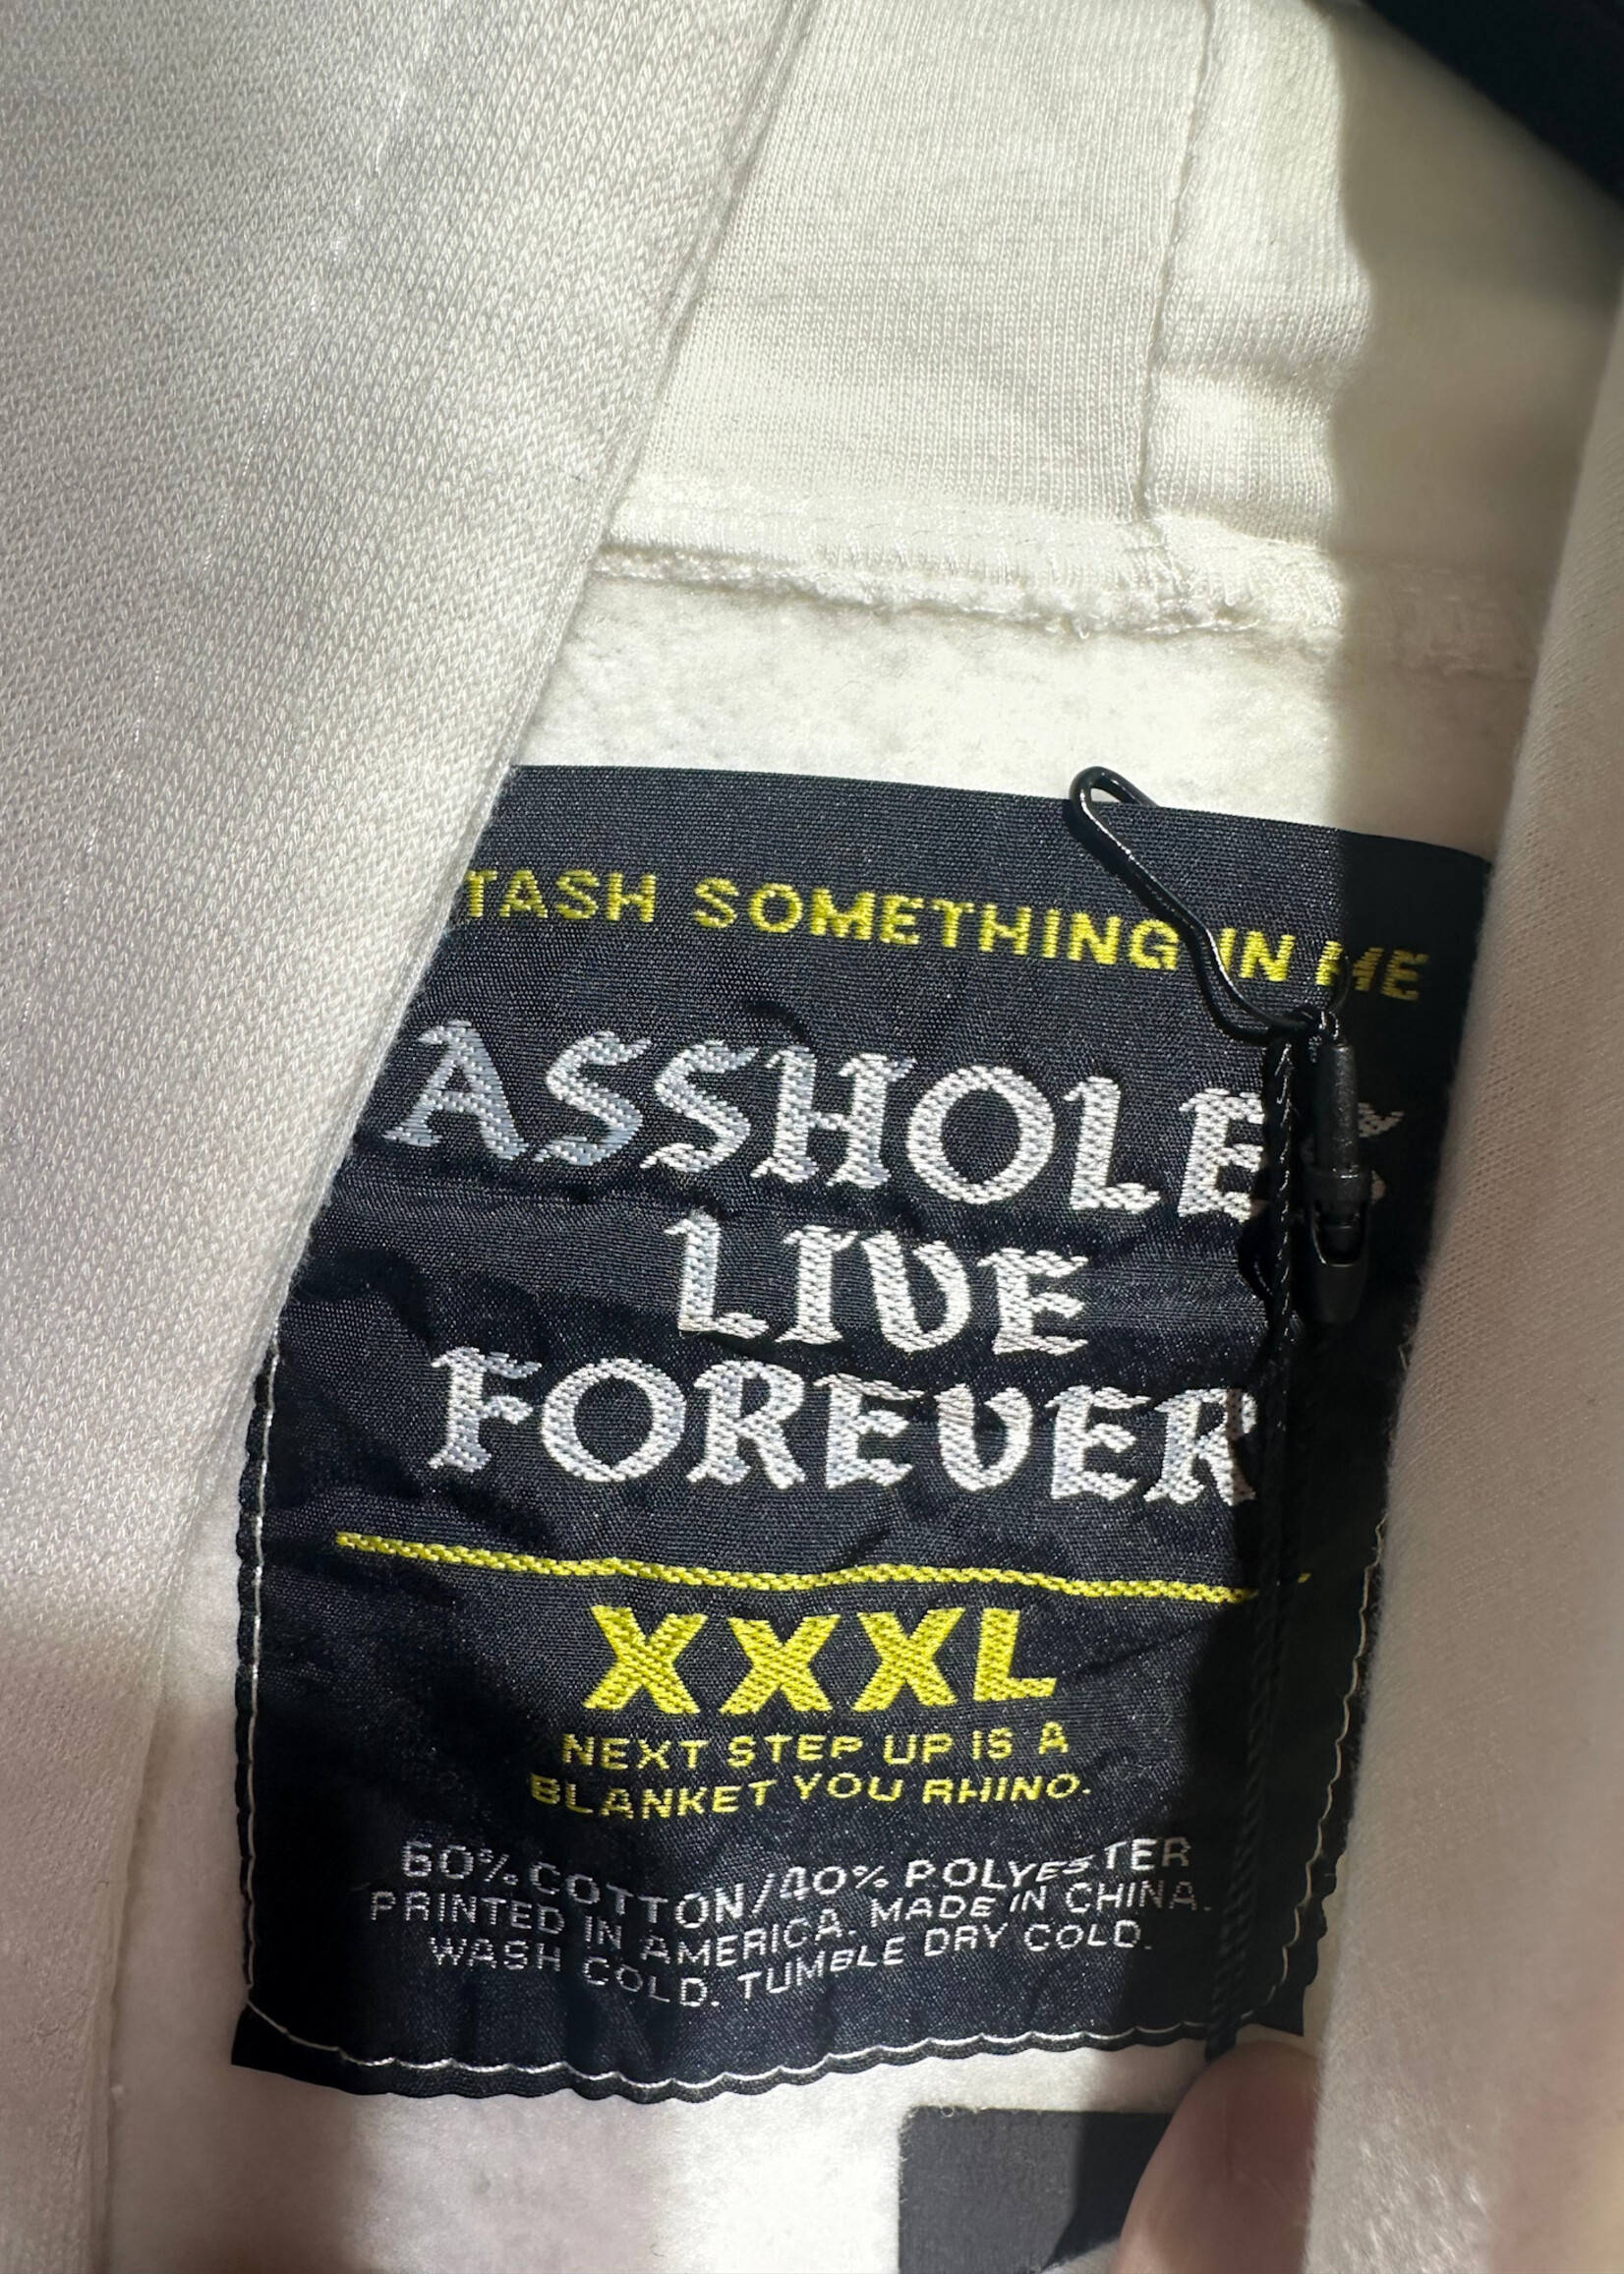 TASH SOMETHING IN ME
ASSHOLES
LIVE
FOREVER
XXXL
NEXT STEP UP IS A
BLANKET YOU RHINO.
60% COTTON/40% POLYESTER
PRINTED IN AMERICA. MADE IN CHINA.
WASH COLD. TUMBLE DRY COLD.